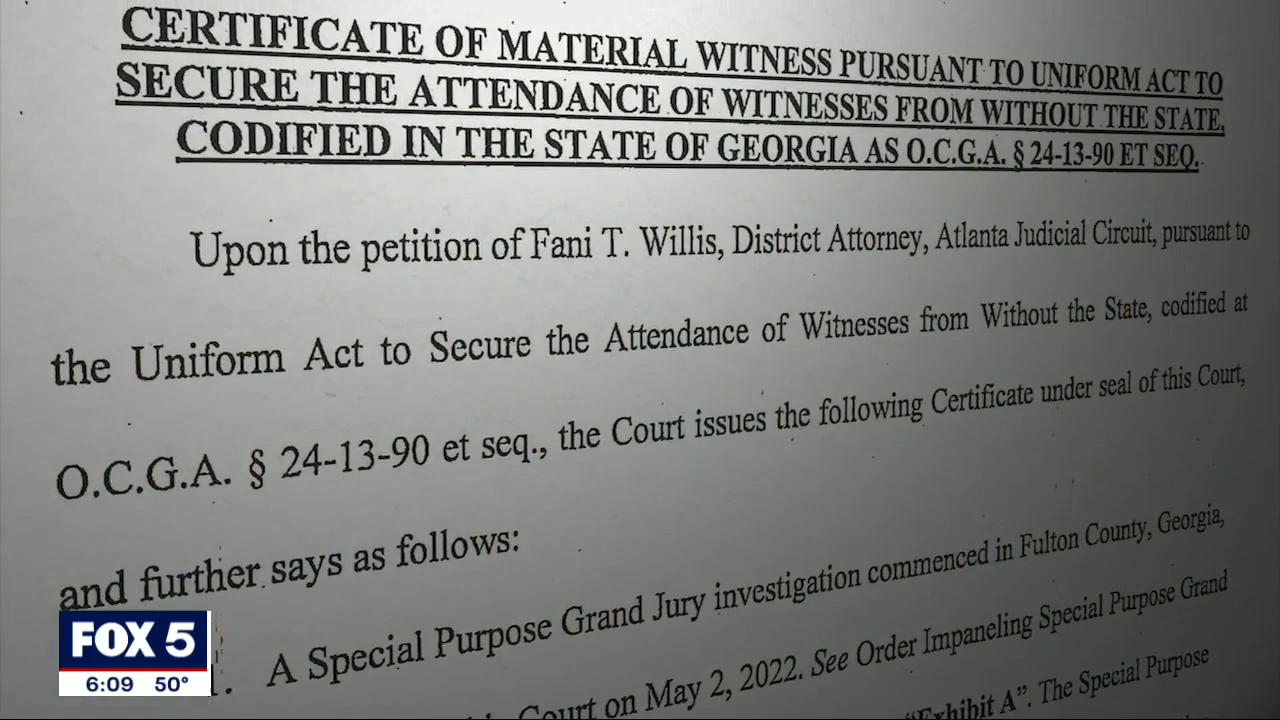 CERTIFICATE OF MATERIAL WITNESS PURSUANT TO UNIFORM ACT TO
SECURE THE ATTENDANCE OF WITNESSES FROM WITHOUT THE STATE,
CODIFIED IN THE STATE OF GEORGIA AS O.C.G.A. § 24-13-90 ET SEQ.
Upon the petition of Fani T. Willis, District Attorney, Atlanta Judicial Circuit, pursuant to
the Uniform Act to Secure the Attendance of Witnesses from Without the State, codified at
O.C.G.A. § 24-13-90 et seq., the Court issues the following Certificate under seal of this Court,
and further says as follows:
A Special Purpose Grand Jury investigation commenced in Fulton County, Georgia,
Court on May 2, 2022. See Order Impaneling Special Purpose Grand
“Exhibit A”. The Special Purpose
FOX 5
6:09 50°